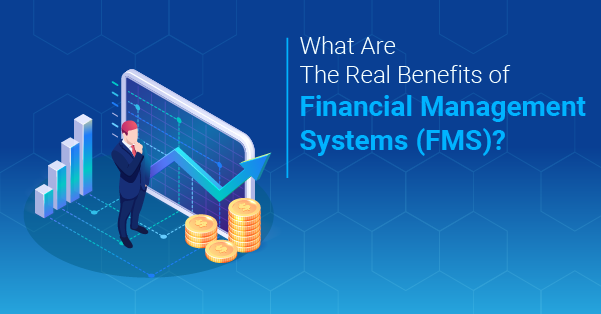 What Are
The Real Benefits of
Financial Management
Systems (FMS)?